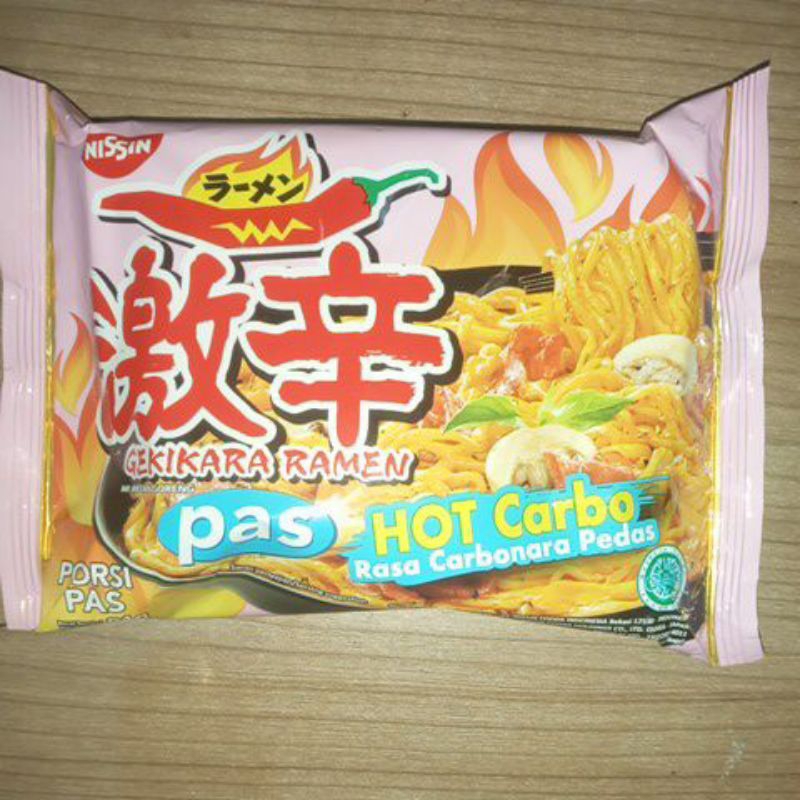 NISSIN
ラーメン
激辛
GEKIKARA RAMEN
pas
HOT Carbo
Rasa Carbonara Pedas
PORSI
PAS